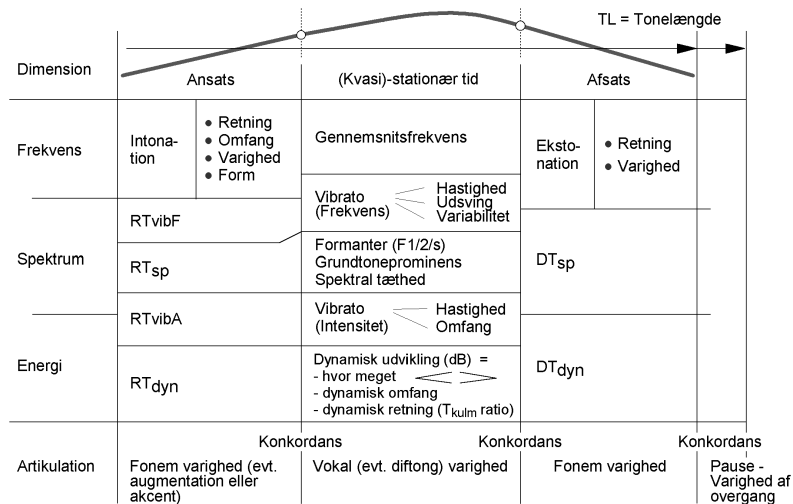 TL = Tonelængde
Dimension
Ansats
(Kvasi)-stationær tid
Afsats
Frekvens
Intona-
tion
● Retning
● Omfang
● Varighed
● Form
Gennemsnitsfrekvens
Eksto-
nation
● Retning
● Varighed
Vibrato
(Frekvens)
Hastighed
Udsving
Variabilitet
RTvibF
Spektrum
RTsp
Formanter (F1/2/s)
Grundtoneprominens
Spektral tæthed
DTsp
RTvibA
Vibrato
(Intensitet)
Hastighed
Omfang
Energi
RTdyn
Dynamisk udvikling (dB) =
- hvor meget
- dynamisk omfang
- dynamisk retning (Tkulm ratio)
DTdyn
Konkordans
Konkordans
Konkordans
Artikulation
Fonem varighed (evt.
augmentation eller
akcent)
Vokal (evt. diftong) varighed
Fonem varighed
Pause -
Varighed af
overgang